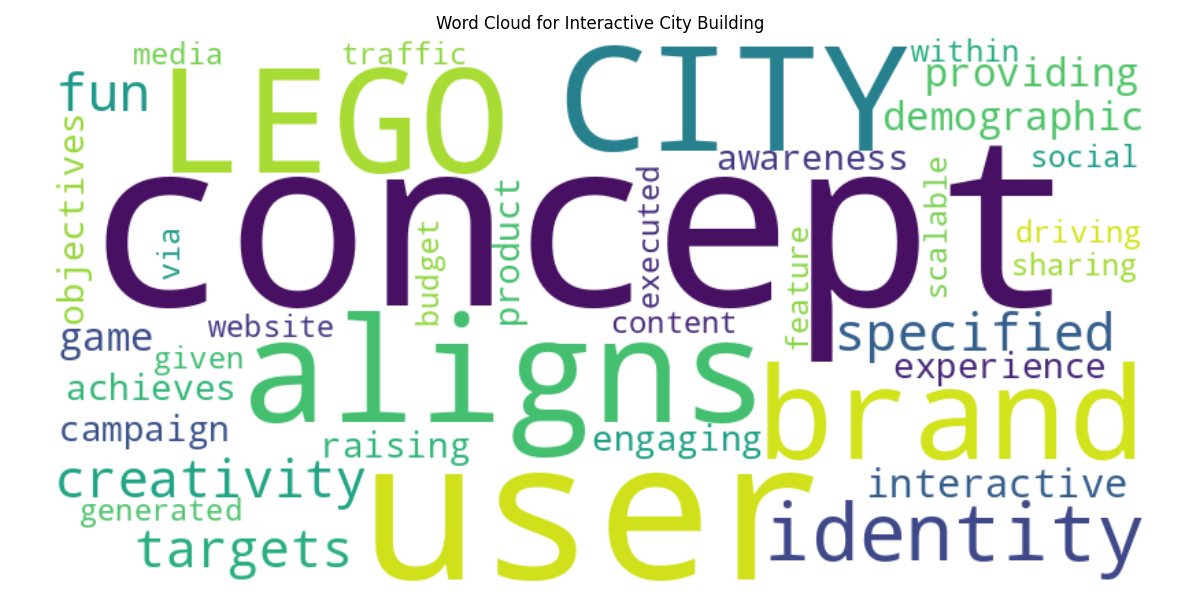 Word Cloud for Interactive City Building
media
traffic
within
fun
LEGO
CITY
providing
demographic
objectives
awareness
social
concept
via
budget
product
executed
feature
scalable
driving
sharing
game
website
content
specified
given
aligns
experience
achieves
brand
campaign
raising
engaging
creativity
user
interactive
generated
identity
targets